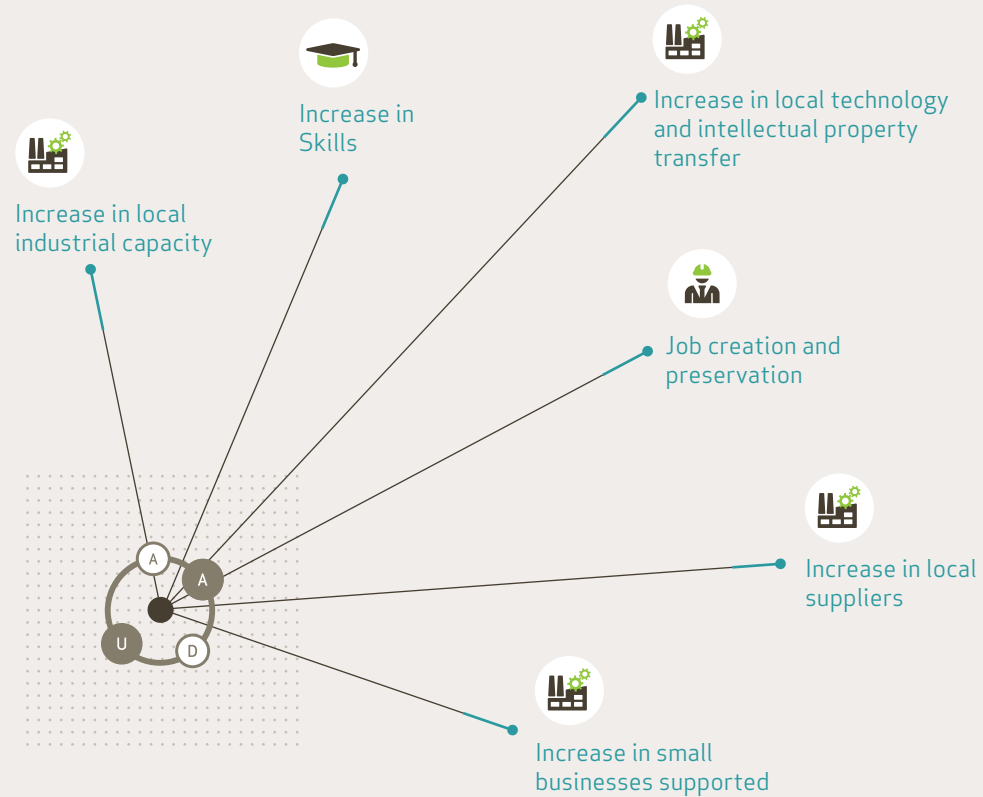 Increase in
Skills
Increase in local technology
and intellectual property
transfer
Increase in local
industrial capacity
Job creation and
preservation
A
A
U
D
Increase in local
suppliers
Increase in small
businesses supported